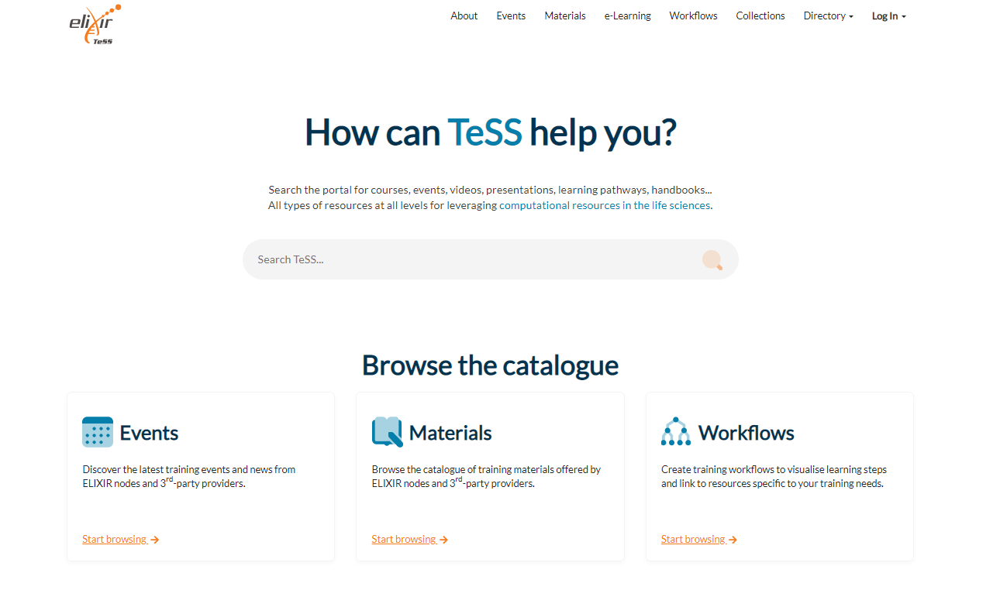 elixir
TeSS
About Events Materials e-Learning Workflows Collections Directory Log In
How can TeSS help you?
Search the portal for courses, events, videos, presentations, learning pathways, handbooks...
All types of resources at all levels for leveraging computational resources in the life sciences.
Search TeSS...
Browse the catalogue
Events
Discover the latest training events and news from
ELIXIR nodes and 3rd-party providers.
Start browsing →
Materials
Browse the catalogue of training materials offered by
ELIXIR nodes and 3rd-party providers.
Start browsing →
Workflows
Create training workflows to visualise learning steps
and link to resources specific to your training needs.
Start browsing →